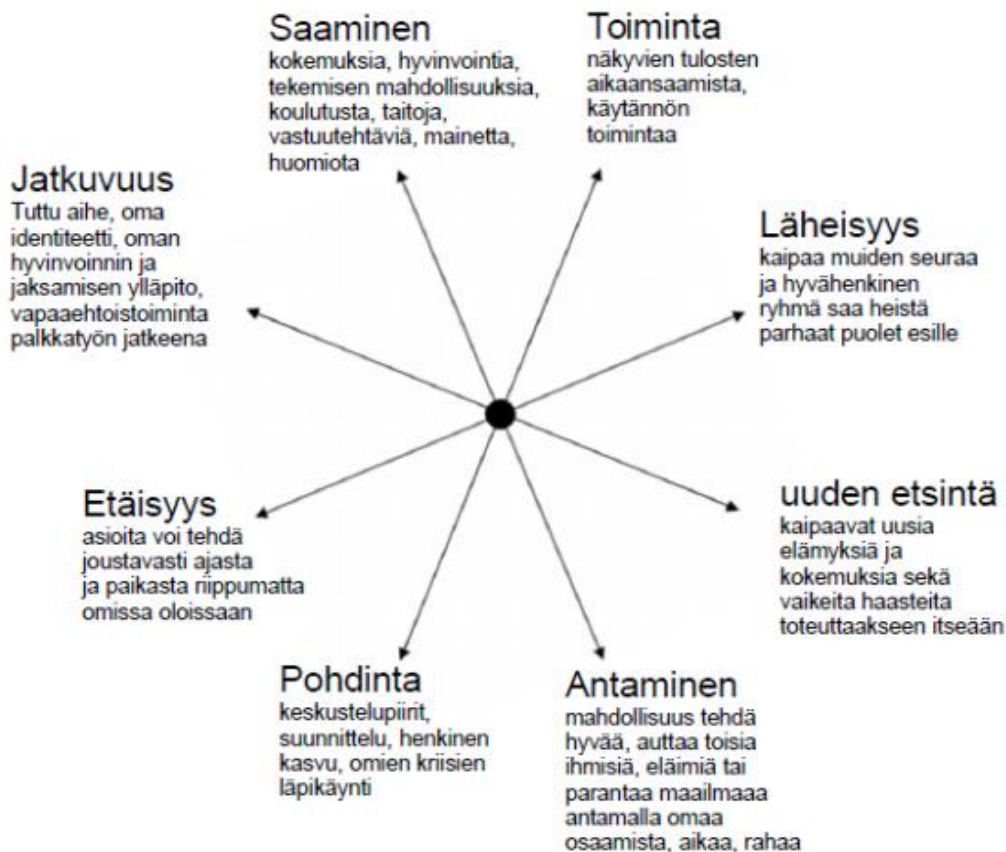 Saaminen
kokemuksia, hyvinvointia,
tekemisen mahdollisuuksia,
koulutusta, taitoja,
vastuutehtäviä, mainetta,
huomiota
Toiminta
näkyvien tulosten
aikaansaamista,
käytännön
toimintaa
Jatkuvuus
Tuttu aihe, oma
identiteetti, oman
hyvinvoinnin ja
jaksamisen ylläpito,
vapaaehtoistoiminta
palkkatyön jatkeena
Läheisyys
kaipaa muiden seuraa
ja hyvähenkinen
ryhmä saa heistä
parhaat puolet esille
Etäisyys
asioita voi tehdä
joustavasti ajasta
ja paikasta riippumatta
omissa oloissaan
uuden etsintä
kaipaavat uusia
elämyksiä ja
kokemuksia sekä
vaikeita haasteita
toteuttaakseen itseään
Pohdinta
keskustelupiirit,
suunnittelu, henkinen
kasvu, omien kriisien
läpikäynti
Antaminen
mahdollisuus tehdä
hyvää, auttaa toisia
ihmisiä, eläimiä tai
parantaa maailmaaa
antamalla omaa
osaamista, aikaa, rahaa